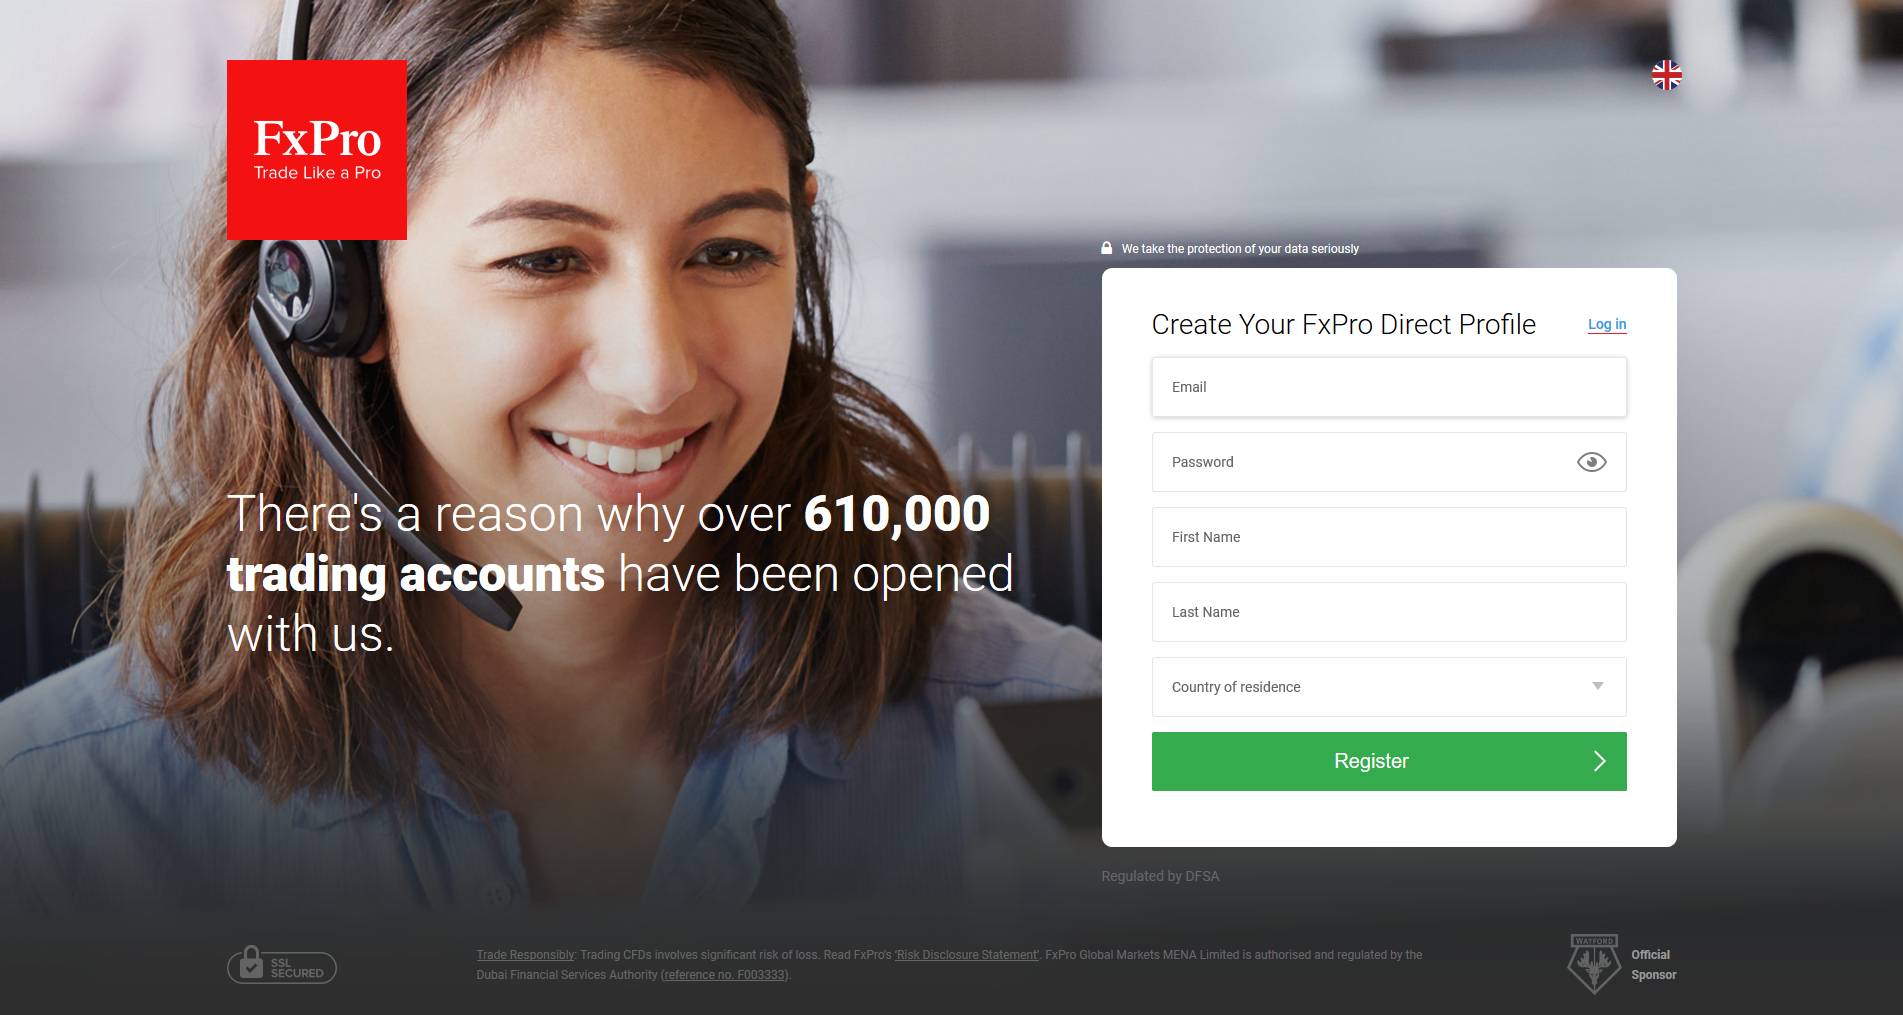 FxPro
Trade Like a Pro
There's a reason why over 610,000
trading accounts have been opened
with us.
We take the protection of your data seriously
Create Your FxPro Direct Profile
Log in
Email
Password
First Name
Last Name
Country of residence
Register
Regulated by DFSA
SSL
SECURED
Trade Responsibly: Trading CFDs involves significant risk of loss. Read FxPro's 'Risk Disclosure Statement'. FxPro Global Markets MENA Limited is authorised and regulated by the
Dubai Financial Services Authority (reference no. F003333).
WATFORD
Official
Sponsor